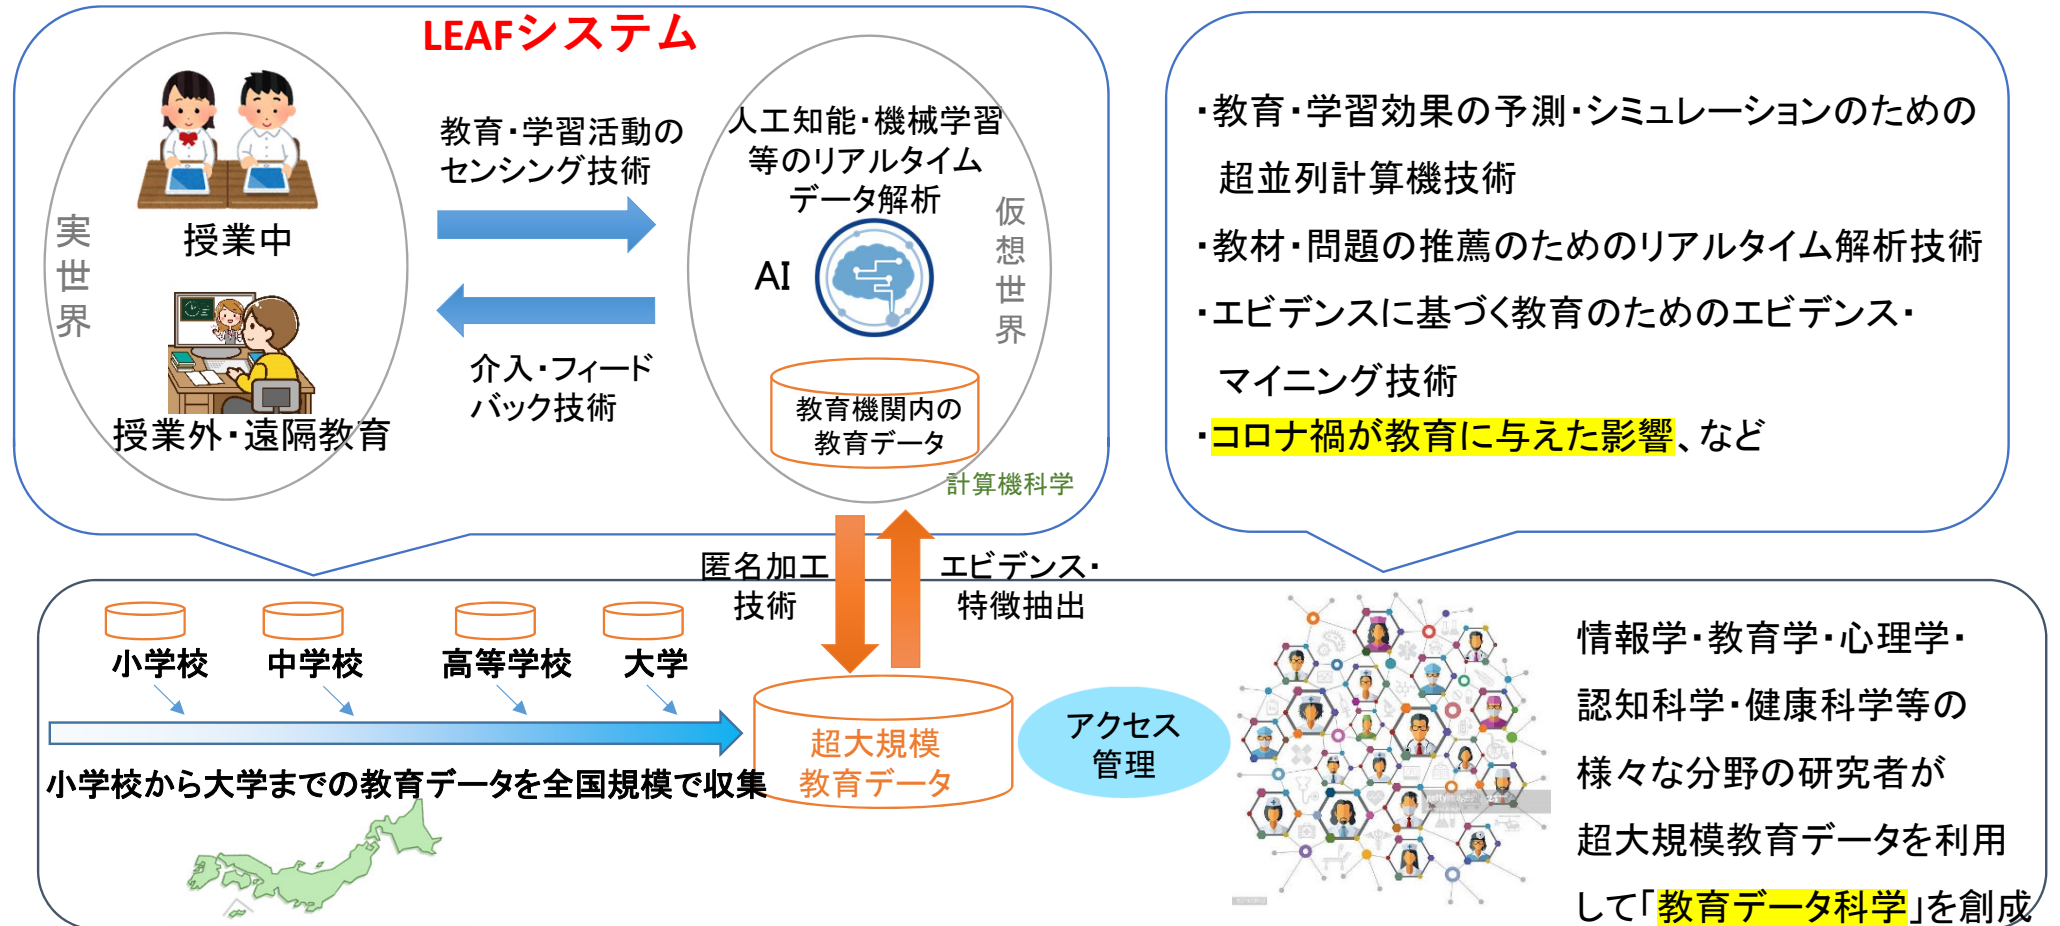 LEAFシステム
実世界
授業中
授業外・遠隔教育
教育・学習活動の
センシング技術
介入・フィード
バック技術
人工知能・機械学習
等のリアルタイム
データ解析
AI
仮想世界
教育機関内の
教育データ
計算機科学
・教育・学習効果の予測・シミュレーションのための
超並列計算機技術
・教材・問題の推薦のためのリアルタイム解析技術
・エビデンスに基づく教育のためのエビデンス・
マイニング技術
・コロナ禍が教育に与えた影響、など
匿名加工
技術
エビデンス・
特徴抽出
小学校
中学校
高等学校
大学
小学校から大学までの教育データを全国規模で収集
超大規模
教育データ
アクセス
管理
情報学・教育学・心理学・
認知科学・健康科学等の
様々な分野の研究者が
超大規模教育データを利用
して「教育データ科学」を創成